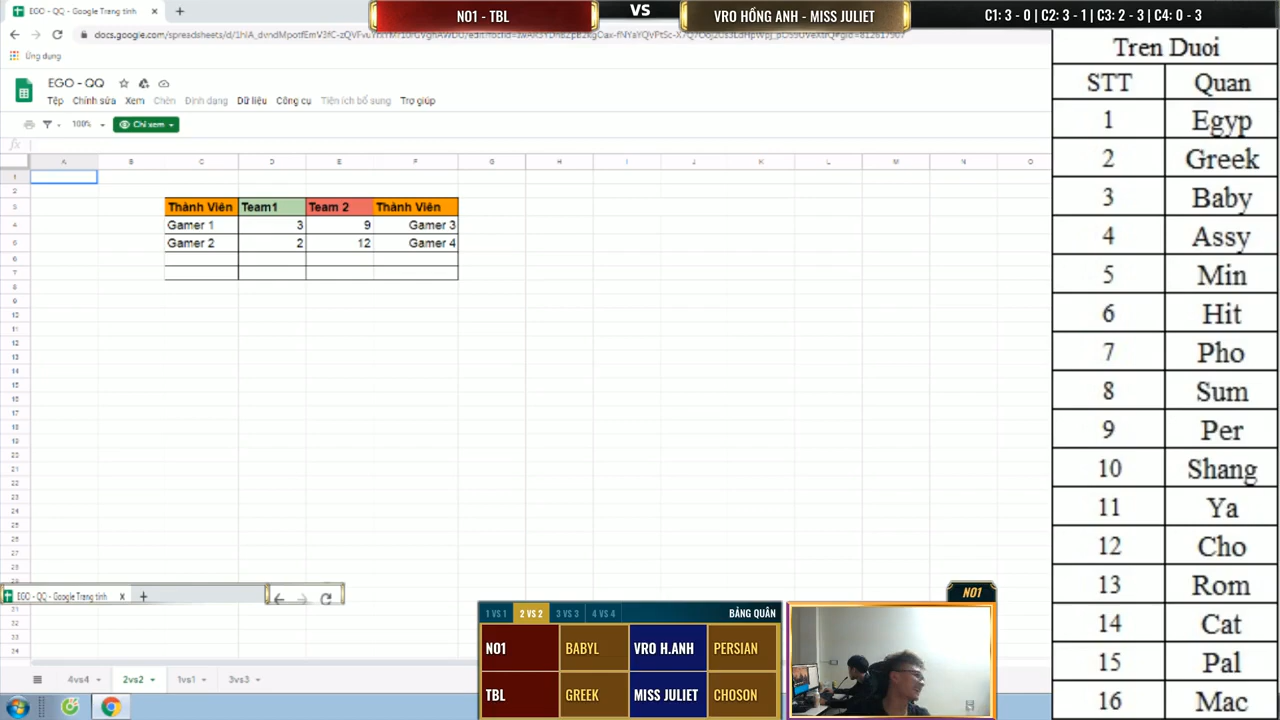 EGO - QQ - Google Trang tính
NO1 - TBL
VS
VRO HỒNG ANH - MISS JULIET
C1: 3 - 0 | C2: 3 - 1 | C3: 2 - 3 | C4: 0 - 3
Ứng dụng
EGO - QQ
Tệp Chỉnh sửa Xem Chèn Định dạng Dữ liệu Công cụ Tiện ích bổ sung Trợ giúp
100% Chỉ xem
fx
A B C D E F G H I J K L M N O
Thành Viên Team1 Team 2 Thành Viên
Gamer 1 3 9 Gamer 3
Gamer 2 2 12 Gamer 4
Tren Duoi
STT Quan
1 Egyp
2 Greek
3 Baby
4 Assy
5 Min
6 Hit
7 Pho
8 Sum
9 Per
10 Shang
11 Ya
12 Cho
13 Rom
14 Cat
15 Pal
16 Mac
EGO - QQ - Google Trang tính
1 VS 1 2 VS 2 3 VS 3 4 VS 4 BẢNG QUÂN
NO1 BABYL VRO H.ANH PERSIAN
TBL GREEK MISS JULIET CHOSON
NO1
4vs4 2vs2 1vs1 3vs3